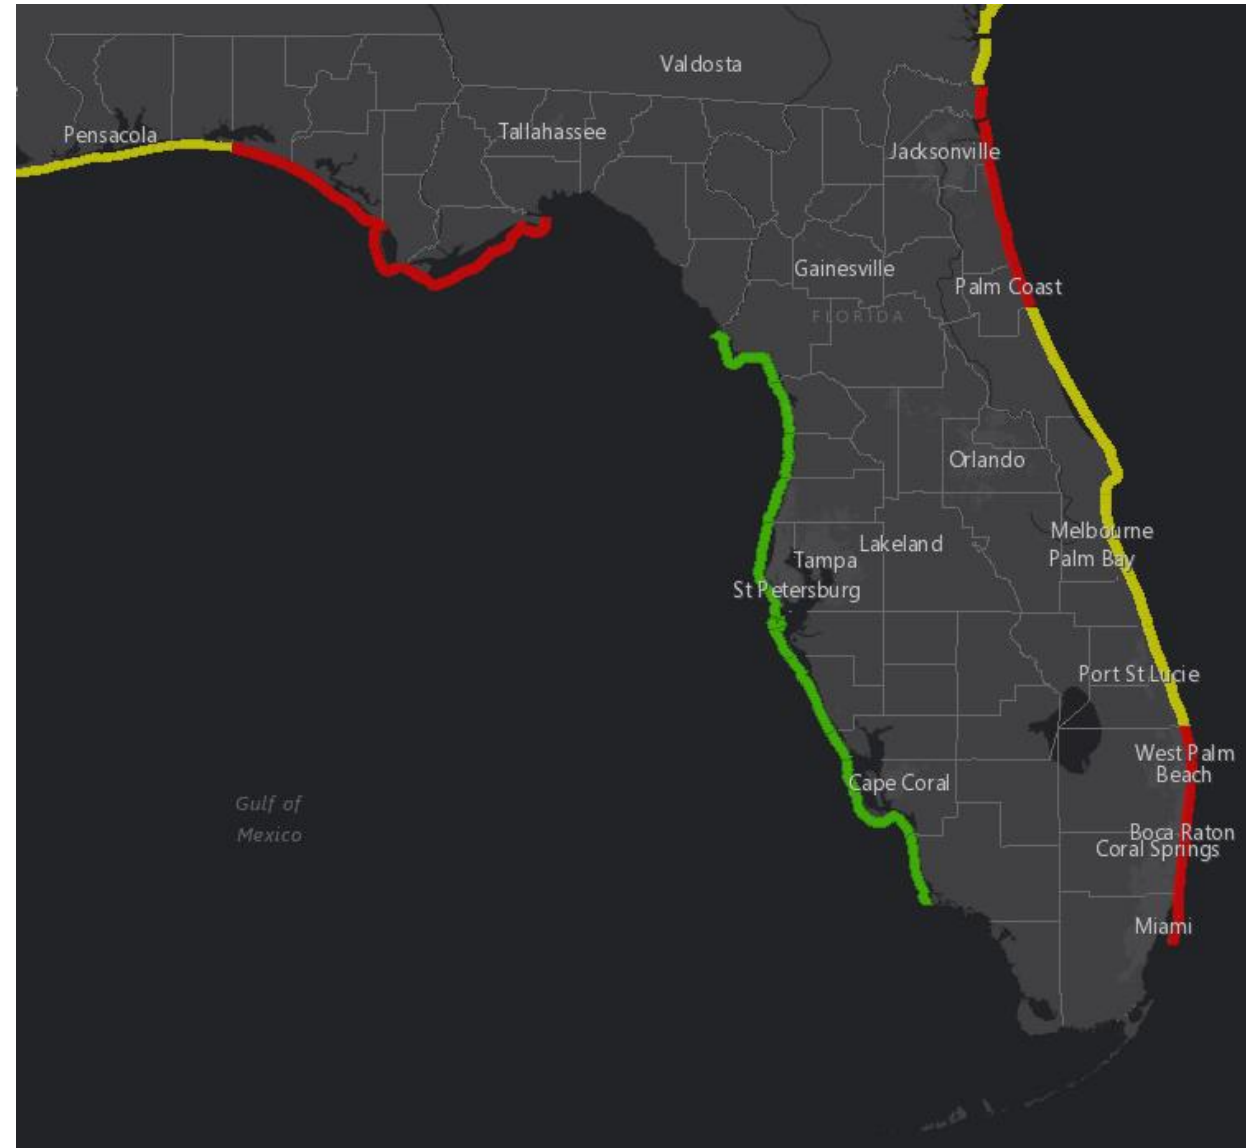 Valdosta
Pensacola
Tallahassee
Jacksonville
Gainesville
Palm Coast
FLORIDA
Orlando
Melbourne
Lakeland
Palm Bay
Tampa
St Petersburg
Port St Lucie
West Palm
Beach
Cape Coral
Gulf of
Mexico
Boca Raton
Coral Springs
Miami